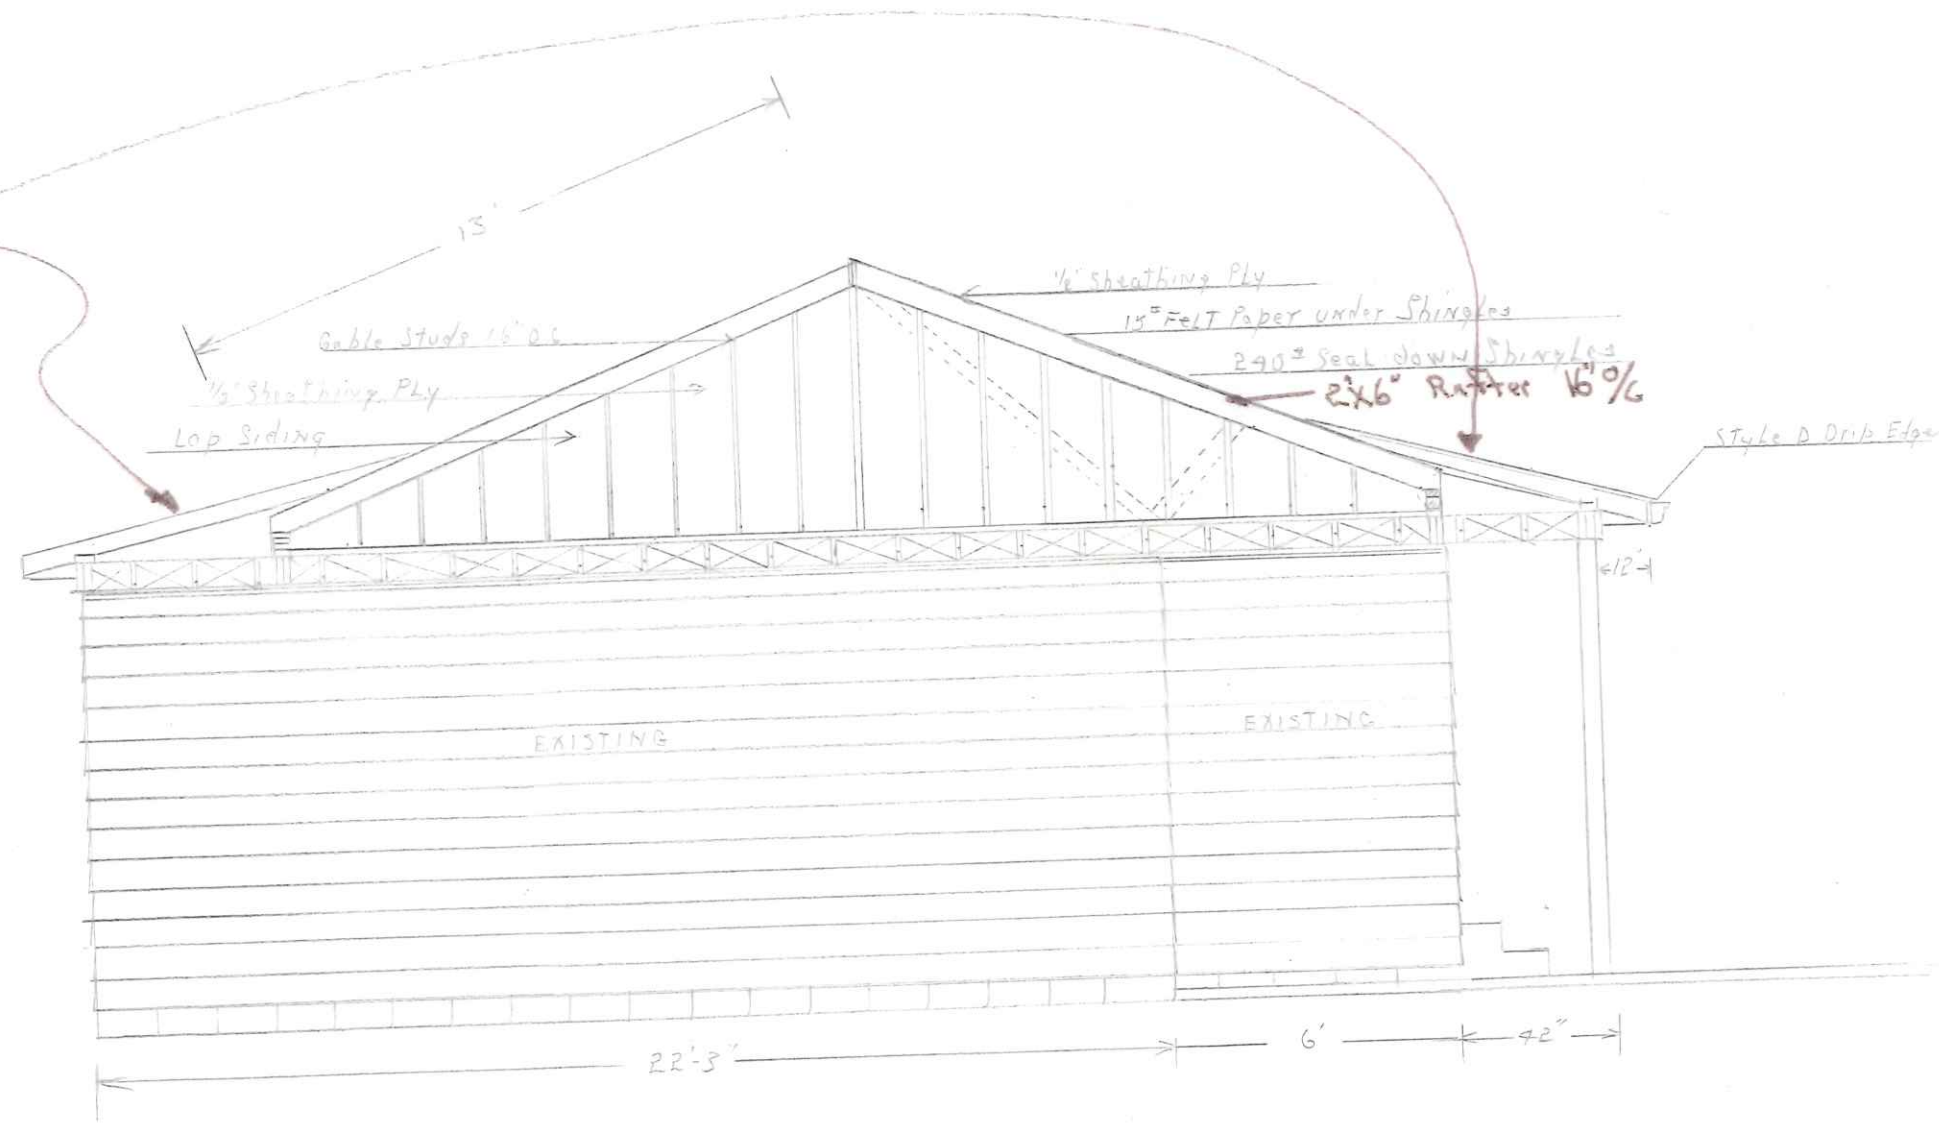 13'
1/2" Sheathing Ply
15# Felt Paper under Shingles
Gable Studs 16" O.C.
240# Seal down Shingles
1/2" Sheathing Ply
2"x6" Rafter 16" O/C
Lap Siding
Style D Drip Edge
12"
EXISTING
EXISTING
22'-3"
6'
42"